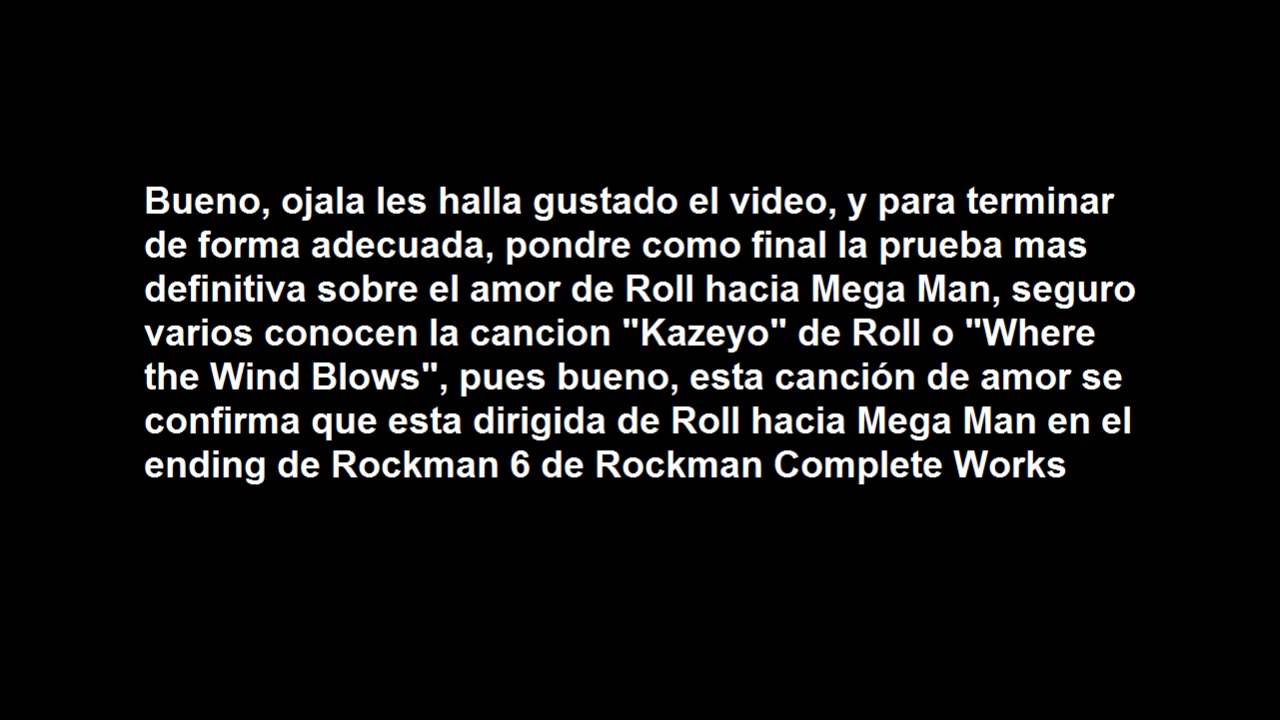 Bueno, ojala les halla gustado el video, y para terminar
de forma adecuada, pondre como final la prueba mas
definitiva sobre el amor de Roll hacia Mega Man, seguro
varios conocen la cancion "Kazeyo" de Roll o "Where
the Wind Blows", pues bueno, esta canción de amor se
confirma que esta dirigida de Roll hacia Mega Man en el
ending de Rockman 6 de Rockman Complete Works